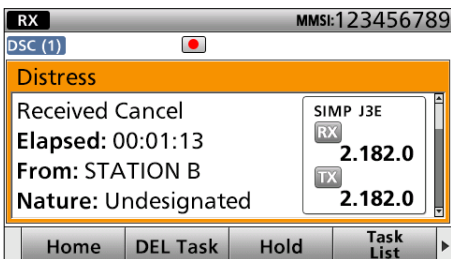 RX MMSI:123456789
DSC (1)
Distress
Received Cancel
Elapsed: 00:01:13
From: STATION B
Nature: Undesignated
SIMP J3E
RX
2.182.0
TX
2.182.0
Home DEL Task Hold Task List